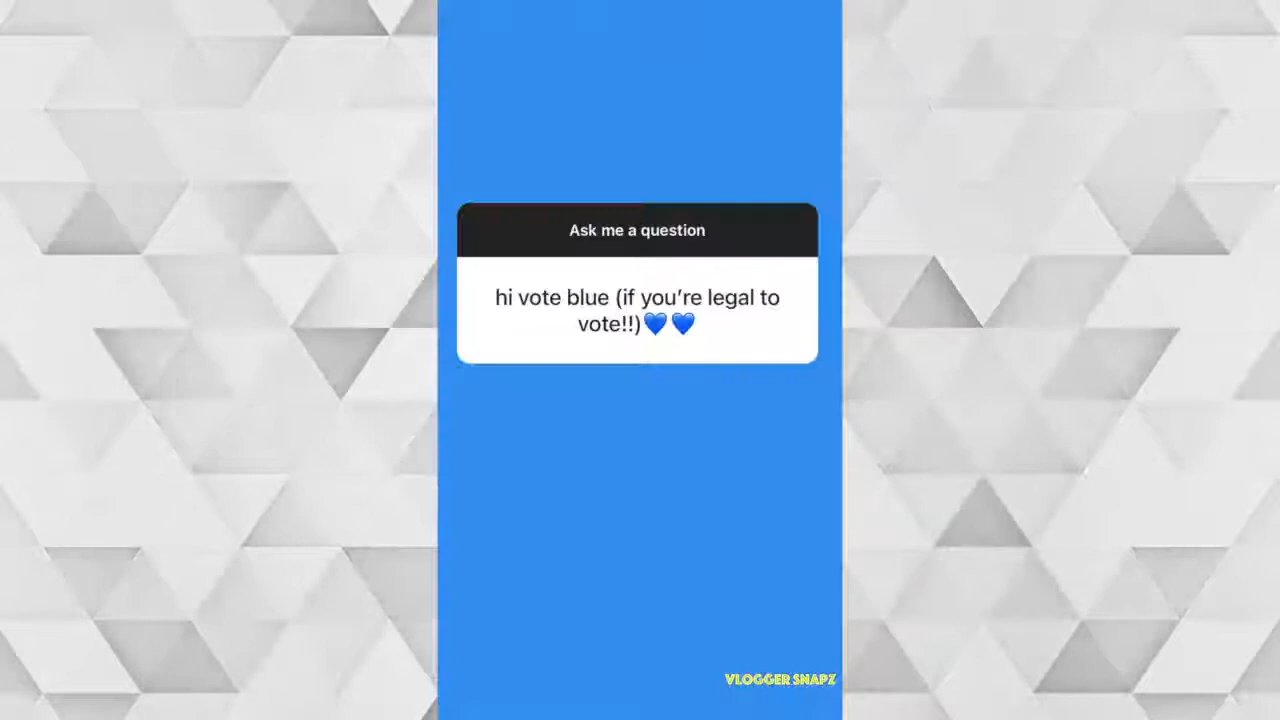 Ask me a question
hi vote blue (if you’re legal to
vote!!)💙💙
VLOGGER SNAPZ